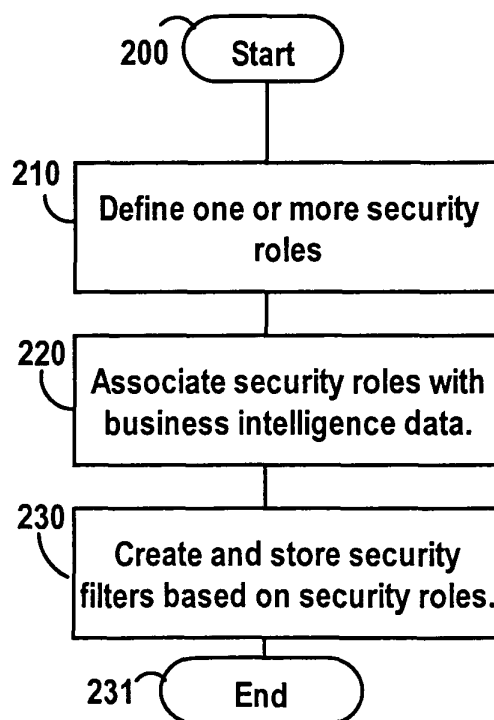 200 Start
210
Define one or more security
roles
220
Associate security roles with
business intelligence data.
230
Create and store security
filters based on security roles.
231 End